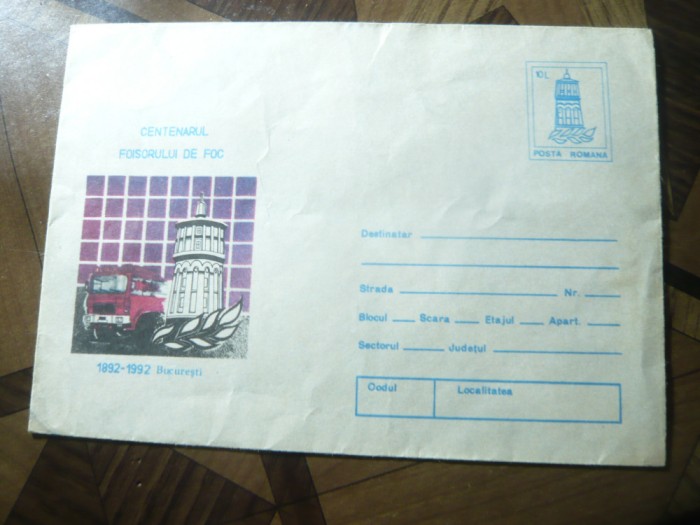 CENTENARUL
FOISORULUI DE FOC
1892-1992 București
10L
POSTA ROMANA
Destinatar
Strada Nr.
Blocul Scara Etajul Apart.
Sectorul Județul
Codul Localitatea